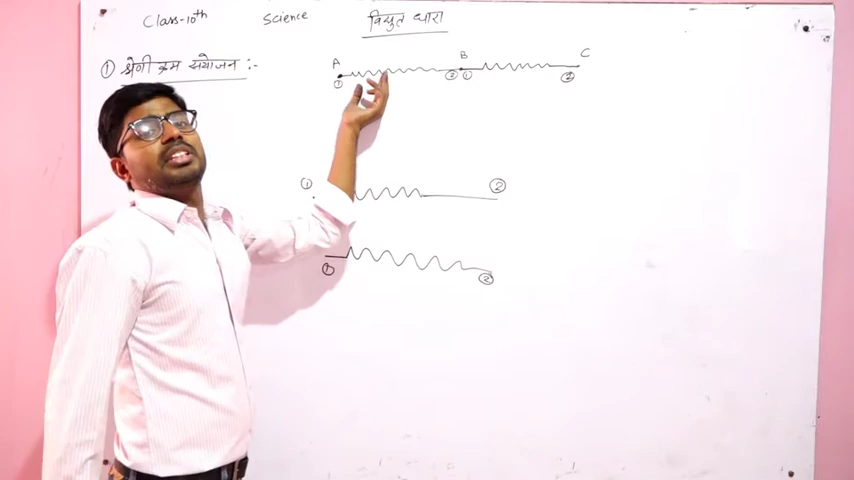 Class-10th Science विद्युत धारा
① श्रेणी क्रम संयोजन :-
A B C
① ② ① ②
① ②
① ②